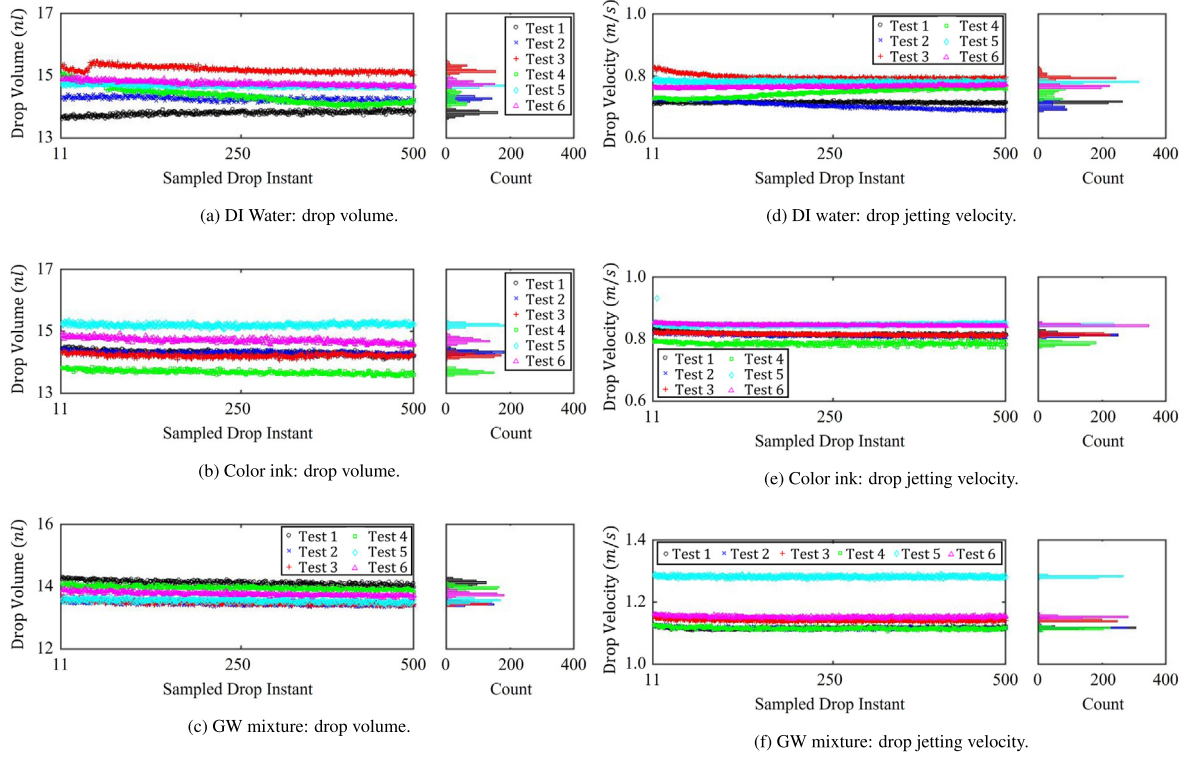 Drop Volume (nl)
17
15
13
11
250
500
Sampled Drop Instant
0
200
400
Count
Test 1
Test 2
Test 3
Test 4
Test 5
Test 6
(a) DI Water: drop volume.
Drop Velocity (m/s)
1.0
0.8
0.6
11
250
500
Sampled Drop Instant
0
200
400
Count
Test 1 Test 4
Test 2 Test 5
Test 3 Test 6
(d) DI water: drop jetting velocity.
Drop Volume (nl)
17
15
13
11
250
500
Sampled Drop Instant
0
200
400
Count
Test 1
Test 2
Test 3
Test 4
Test 5
Test 6
(b) Color ink: drop volume.
Drop Velocity (m/s)
1.0
0.8
0.6
11
250
500
Sampled Drop Instant
0
200
400
Count
Test 1 Test 4
Test 2 Test 5
Test 3 Test 6
(e) Color ink: drop jetting velocity.
Drop Volume (nl)
16
14
12
11
250
500
Sampled Drop Instant
0
200
400
Count
Test 1 Test 4
Test 2 Test 5
Test 3 Test 6
(c) GW mixture: drop volume.
Drop Velocity (m/s)
1.4
1.2
1.0
11
250
500
Sampled Drop Instant
0
200
400
Count
Test 1 Test 2 Test 3 Test 4 Test 5 Test 6
(f) GW mixture: drop jetting velocity.